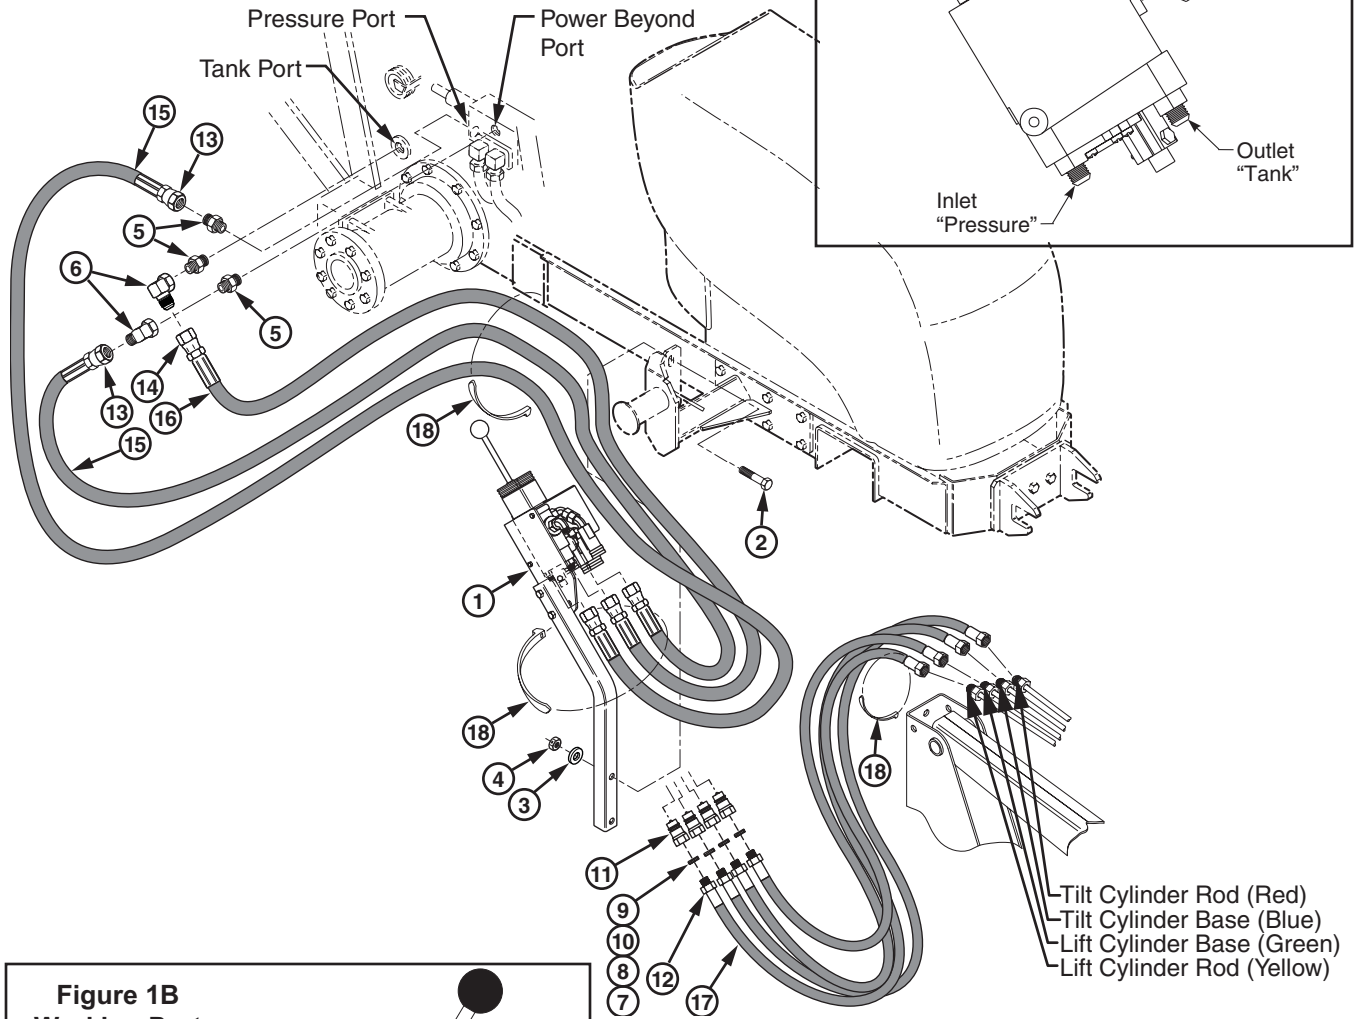 Pressure Port
Power Beyond
Port
Tank Port
15
13
Outlet
“Tank”
Inlet
“Pressure”
5
6
5
14
13
16
18
15
2
1
18
4
3
18
11
9
10
8
7
12
17
Tilt Cylinder Rod (Red)
Tilt Cylinder Base (Blue)
Lift Cylinder Base (Green)
Lift Cylinder Rod (Yellow)
Figure 1B